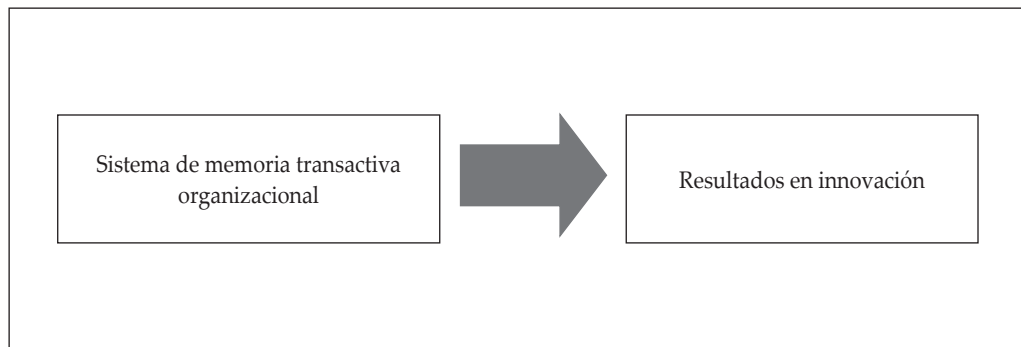 Sistema de memoria transactiva
organizacional
Resultados en innovación